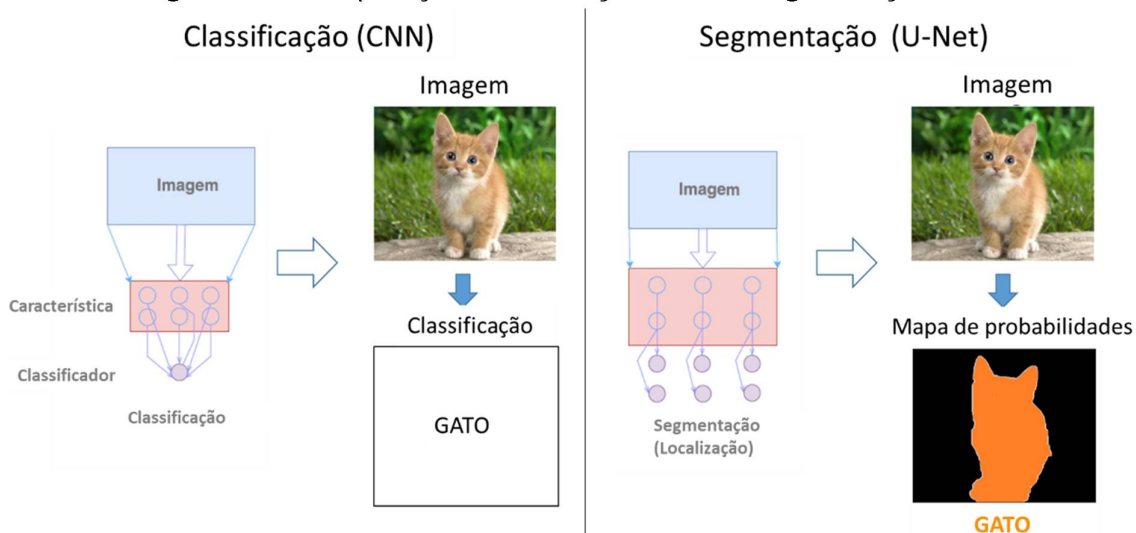 Classificação (CNN)
Imagem
Imagem
Característica
Classificador
Classificação
Classificação
GATO
Segmentação (U-Net)
Imagem
Imagem
Segmentação
(Localização)
Mapa de probabilidades
GATO